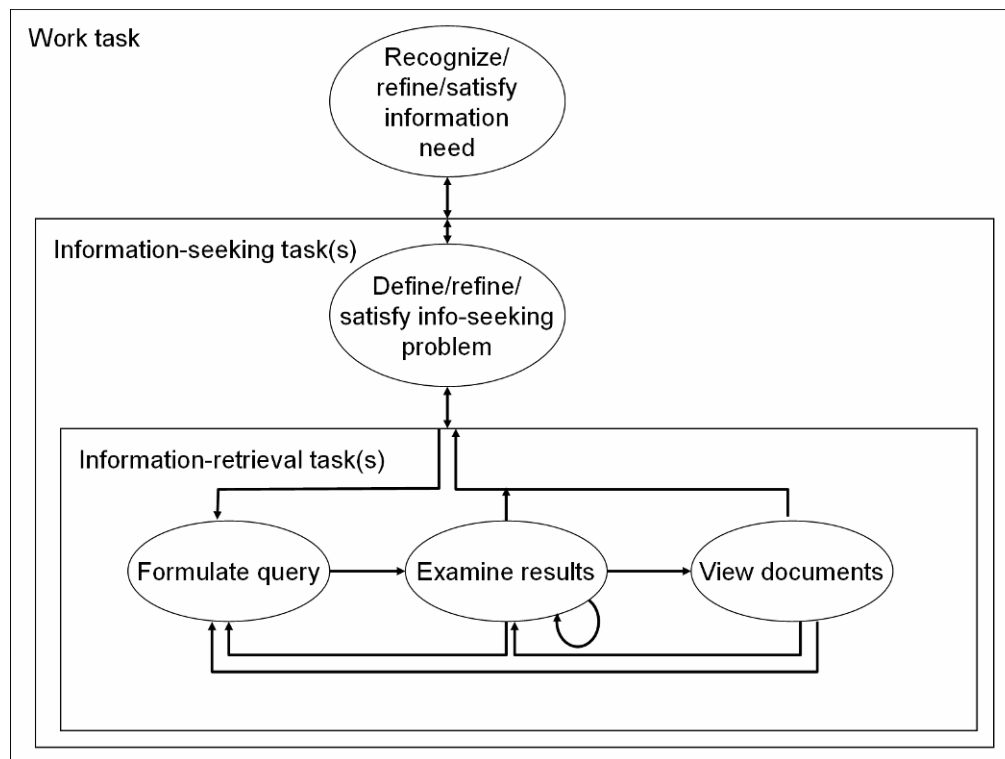 Work task
Recognize/
refine/satisfy
information
need
Information-seeking task(s)
Define/refine/
satisfy info-seeking
problem
Information-retrieval task(s)
Formulate query
Examine results
View documents